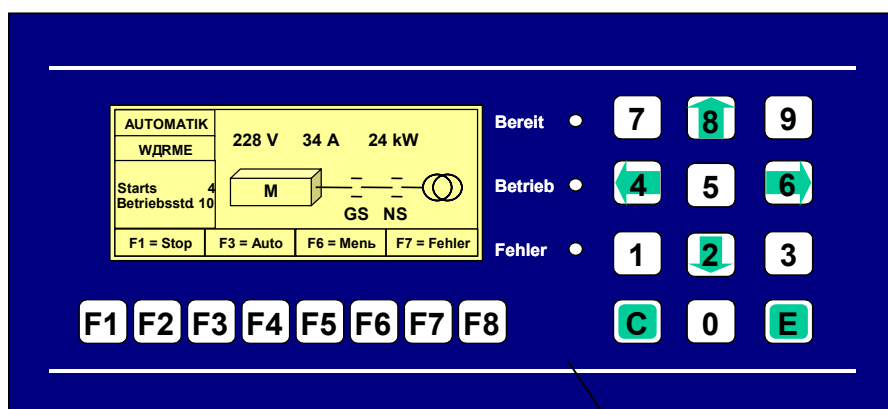 AUTOMATIK
WДRME
228 V 34 A 24 kW
Starts 4
Betriebsstd. 10
M
GS NS
F1 = Stop F3 = Auto F6 = Menь F7 = Fehler
Bereit
Betrieb
Fehler
7 8 9
4 5 6
1 2 3
C 0 E
F1 F2 F3 F4 F5 F6 F7 F8